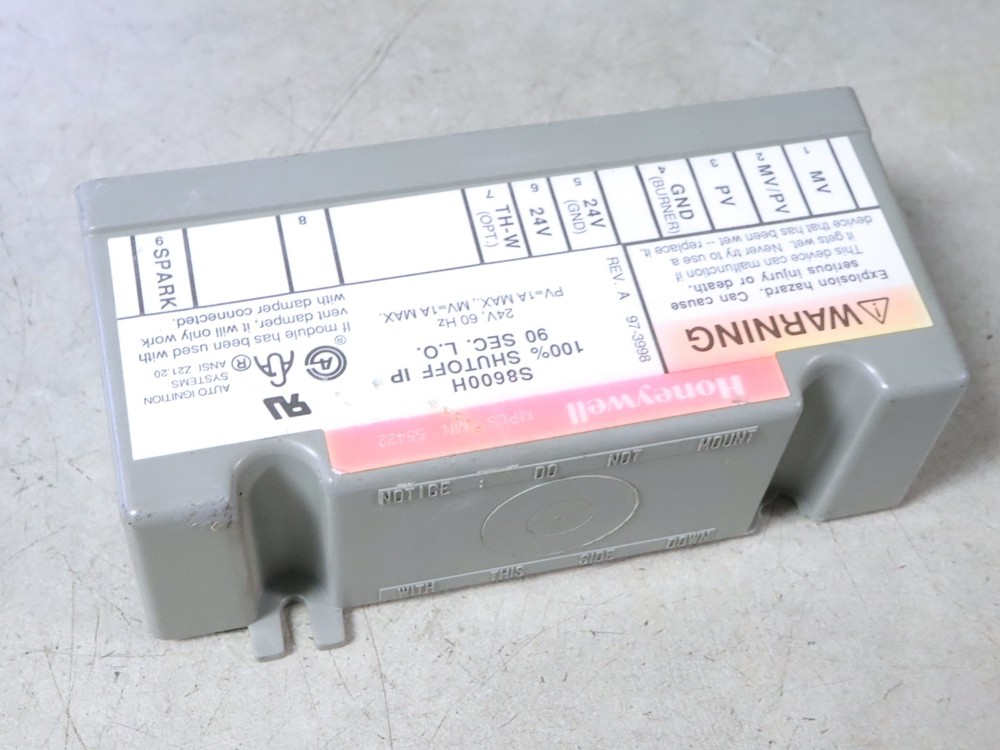 WARNING
Explosion hazard. Can cause
serious injury or death.
This device can malfunction if
it gets wet. Never try to use a
device that has been wet -- replace it.
1 MV
2 MV/PV
3 PV
4 GND
(BURNER)
5 24V
(GND)
6 24V
7 TH-W
(OPT.)
8
9 SPARK
Honeywell
MPLS MN 55422
S8600H
100% SHUTOFF IP
90 SEC. L.O.
24V, 60 Hz
PV=1A MAX., MV=1A MAX.
REV. A 97-3998
AUTO IGNITION
SYSTEMS
ANSI Z21.20
If module has been used with
vent damper, it will only work
with damper connected.
NOTICE : DO NOT MOUNT
WITH THIS SIDE DOWN